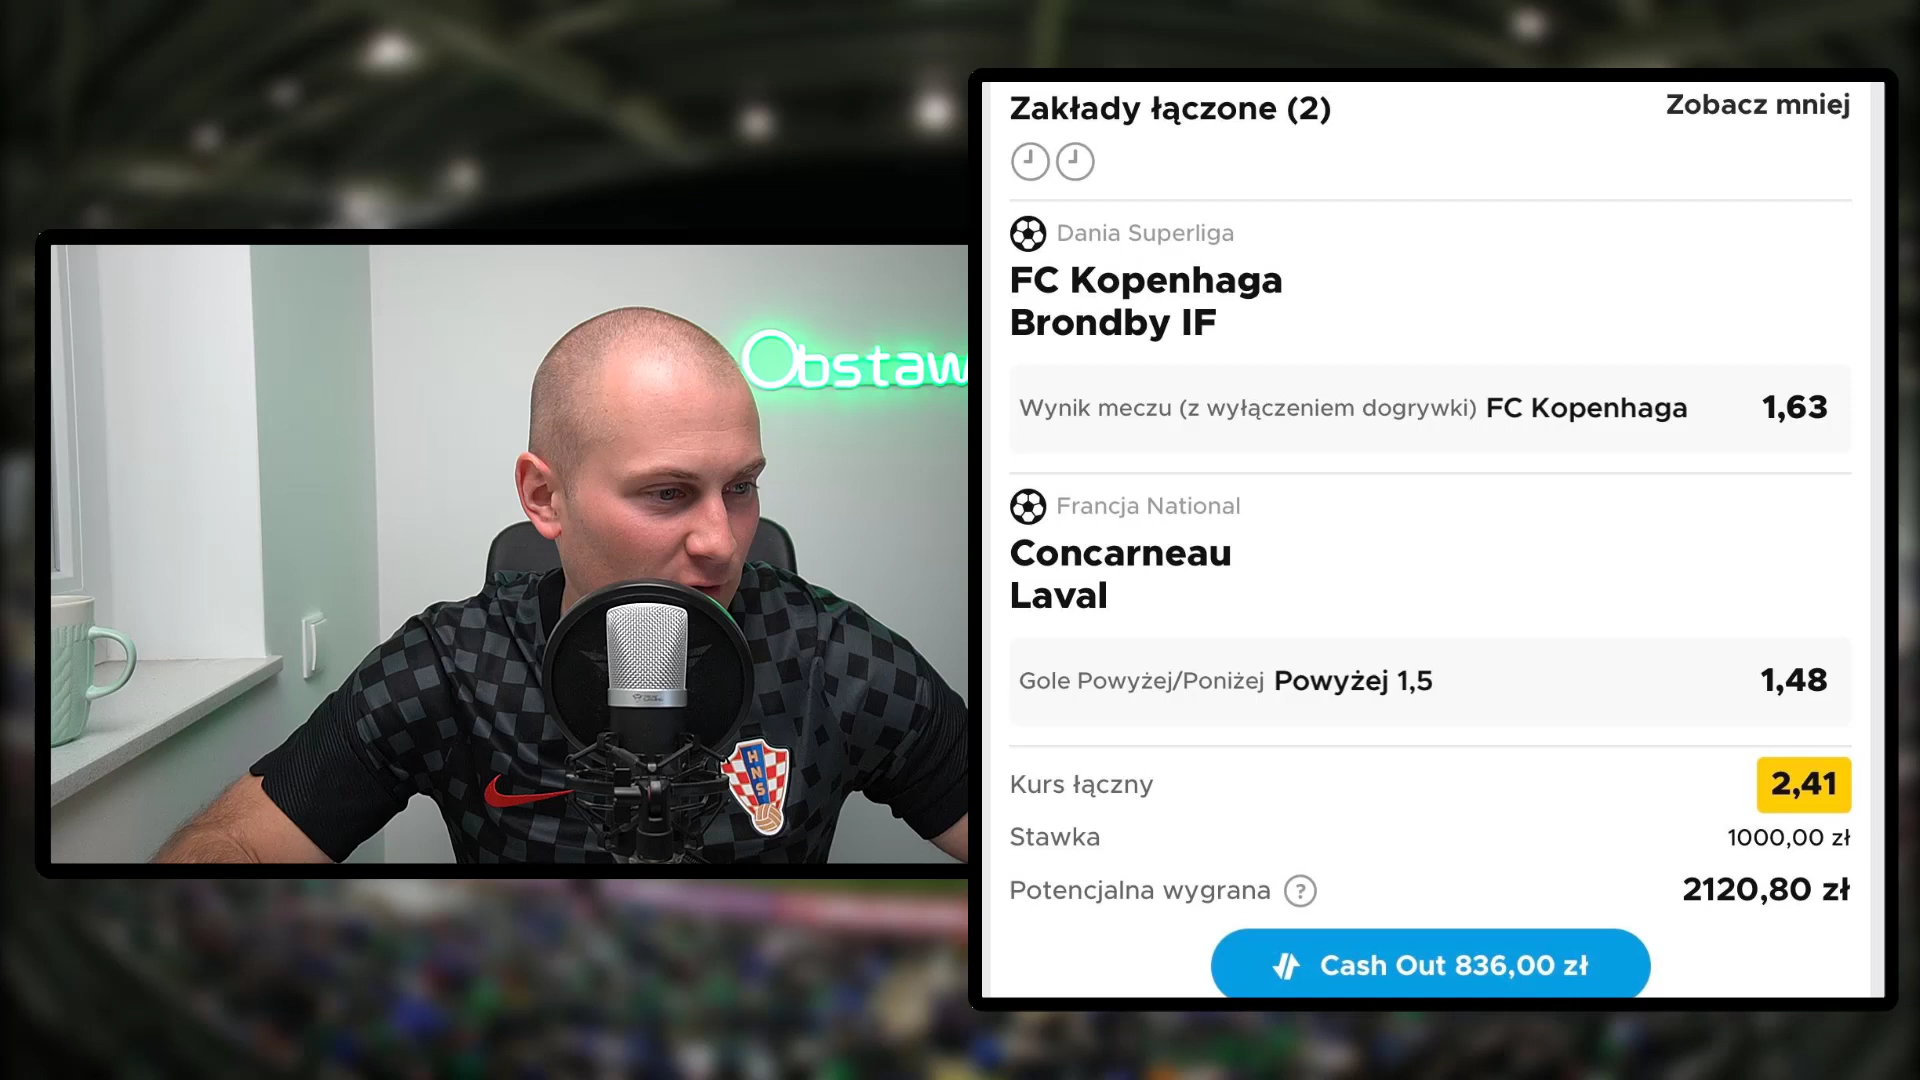 Obstaw
HNS
Zakłady łączone (2)
Zobacz mniej
Dania Superliga
FC Kopenhaga
Brondby IF
Wynik meczu (z wyłączeniem dogrywki) FC Kopenhaga 1,63
Francja National
Concarneau
Laval
Gole Powyżej/Poniżej Powyżej 1,5 1,48
Kurs łączny 2,41
Stawka 1000,00 zł
Potencjalna wygrana ? 2120,80 zł
Cash Out 836,00 zł